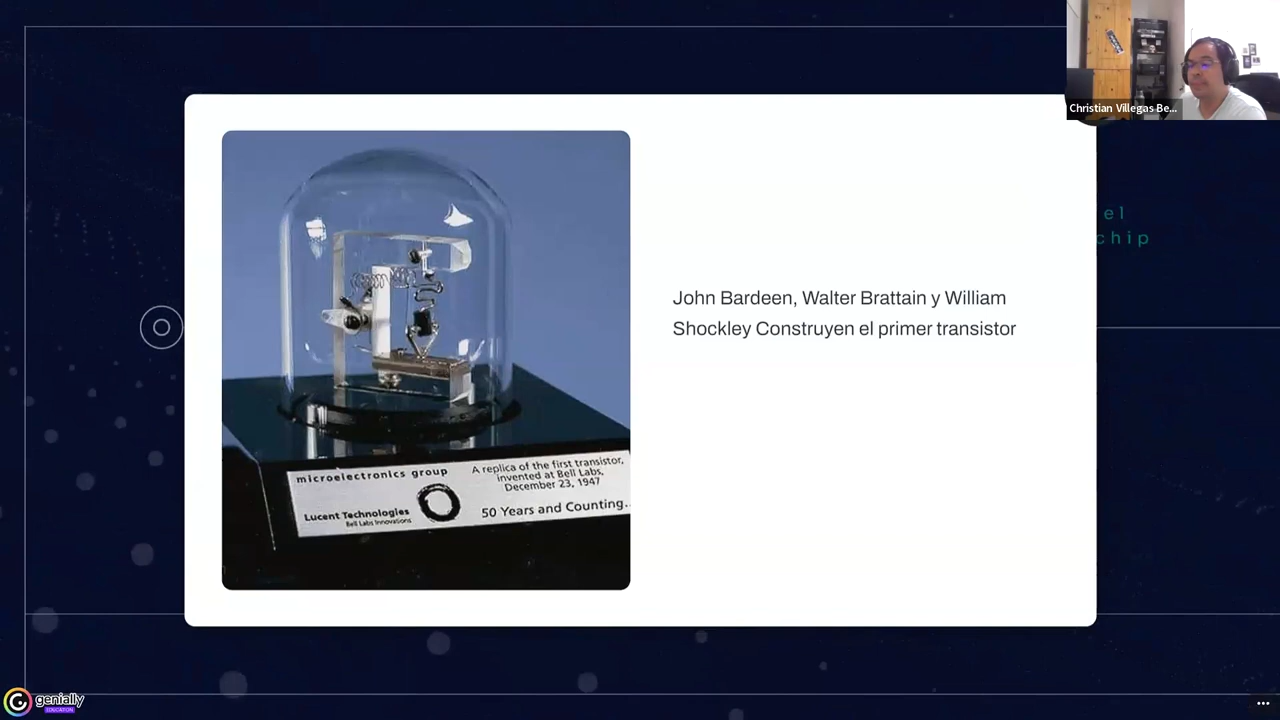 Christian Villegas Be...
el
chip
John Bardeen, Walter Brattain y William
Shockley Construyen el primer transistor
microelectronics group
Lucent Technologies
Bell Labs Innovations
A replica of the first transistor,
invented at Bell Labs,
December 23, 1947
50 Years and Counting..
genially
EDUCATION